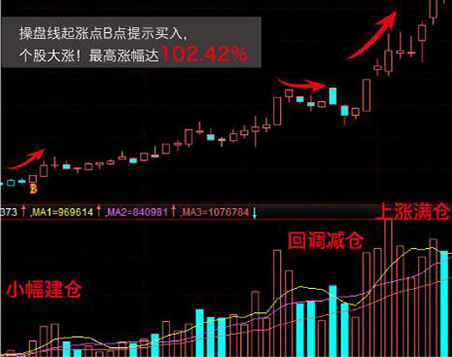 操盘线起涨点B点提示买入，
个股大涨！最高涨幅达102.42%
B
373 ,MA1=969614 ,MA2=840981 ,MA3=1076784
上涨满仓
回调减仓
小幅建仓